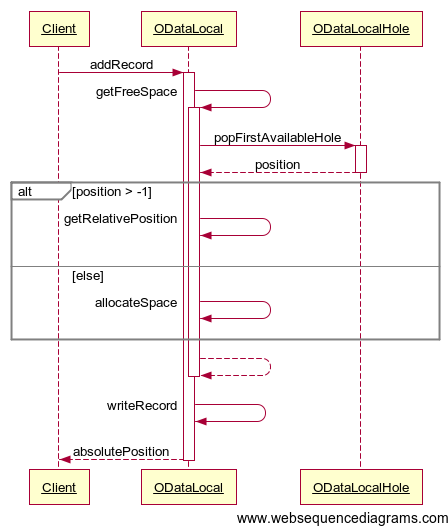 Client ODataLocal ODataLocalHole
addRecord
getFreeSpace
popFirstAvailableHole
position
alt [position > -1]
getRelativePosition
[else]
allocateSpace
writeRecord
absolutePosition
Client ODataLocal ODataLocalHole
www.websequencediagrams.com